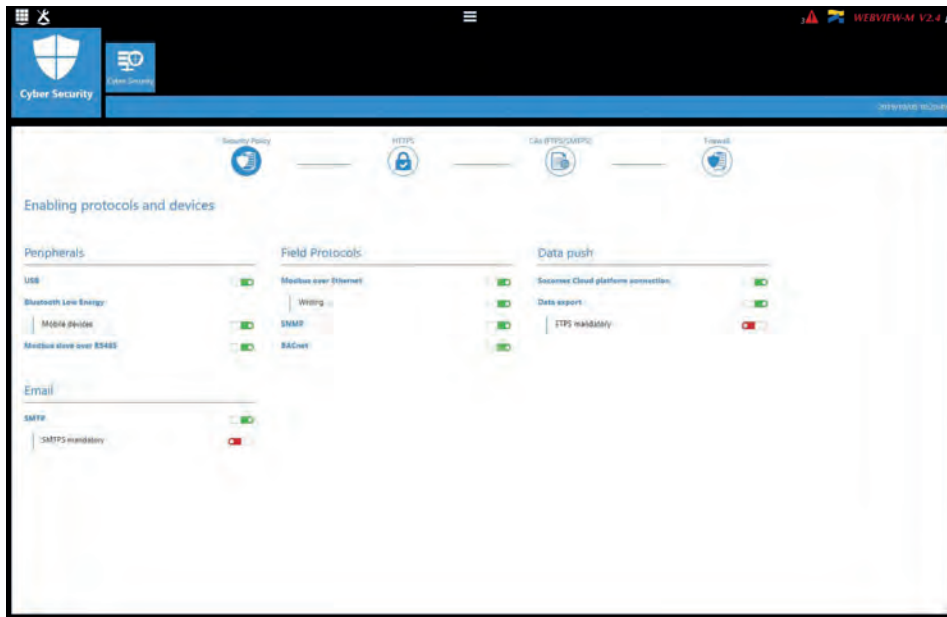 3
WEBVIEW-M V2.4
Cyber Security
Cyber Security
Security Policy
HTTPS
CAs (FTPS/SMTPS)
Firewall
Enabling protocols and devices
Peripherals
Field Protocols
Data push
USB
Modbus over Ethernet
Socomec Cloud platform connection
Bluetooth Low Energy
Writing
Data export
Mobile devices
SNMP
FTPS mandatory
Modbus slave over RS485
BACnet
Email
SMTP
SMTPS mandatory